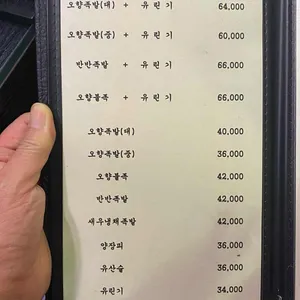 오향족발(대) + 유린기 64,000
오향족발(중) + 유린기 60,000
반반족발 + 유린기 66,000
오향불족 + 유린기 66,000
오향족발(대) 40,000
오향족발(중) 36,000
오향불족 42,000
반반족발 42,000
새우냉채족발 42,000
양장피 36,000
유산슬 36,000
유린기 34,000